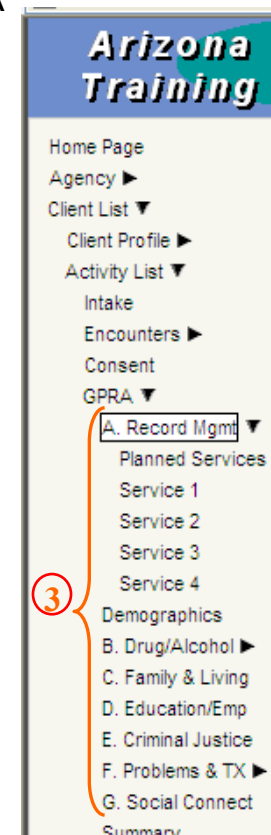 Arizona
Training
Home Page
Agency ▶
Client List ▼
Client Profile ▶
Activity List ▼
Intake
Encounters ▶
Consent
GPRA ▼
A. Record Mgmt ▼
Planned Services
Service 1
Service 2
Service 3
Service 4
3
Demographics
B. Drug/Alcohol ▶
C. Family & Living
D. Education/Emp
E. Criminal Justice
F. Problems & TX ▶
G. Social Connect
Summary